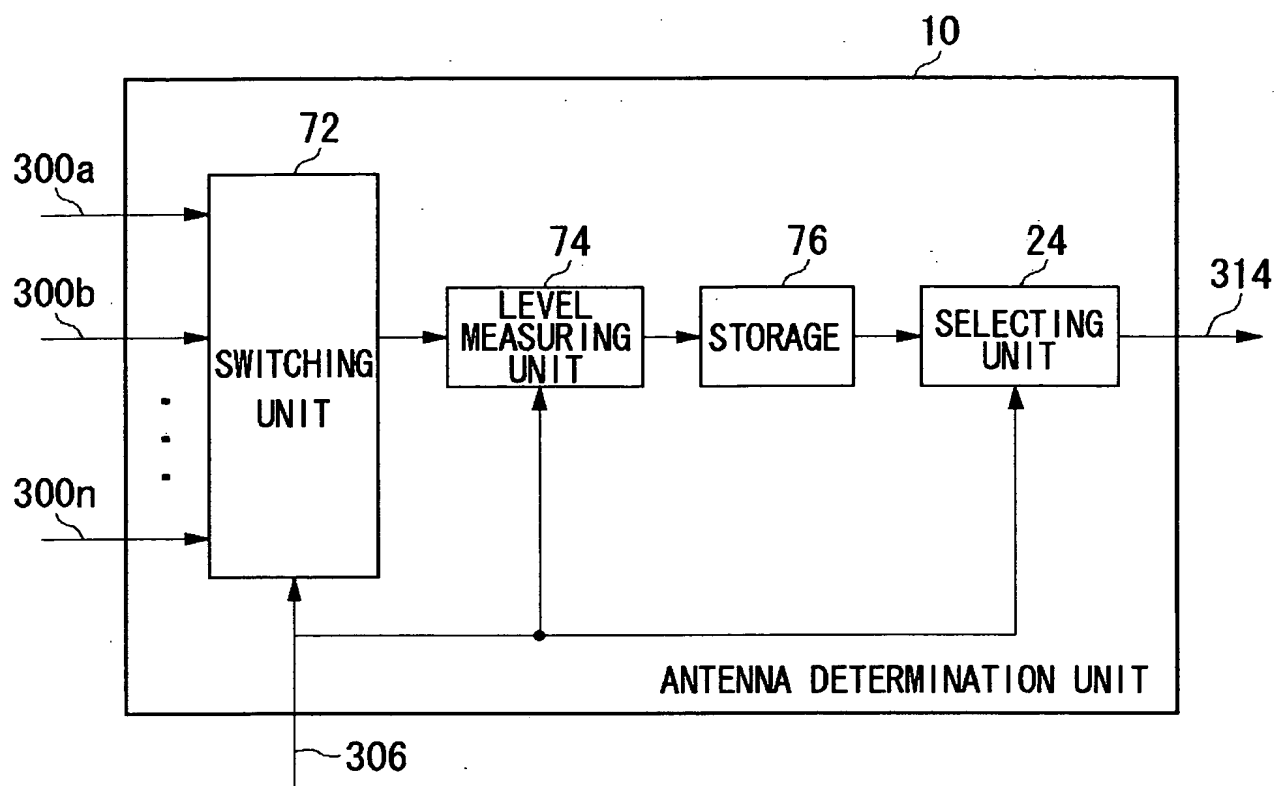 10
72
300a
74
76
24
314
300b
LEVEL
MEASURING
UNIT
STORAGE
SELECTING
UNIT
SWITCHING
UNIT
300n
ANTENNA DETERMINATION UNIT
306